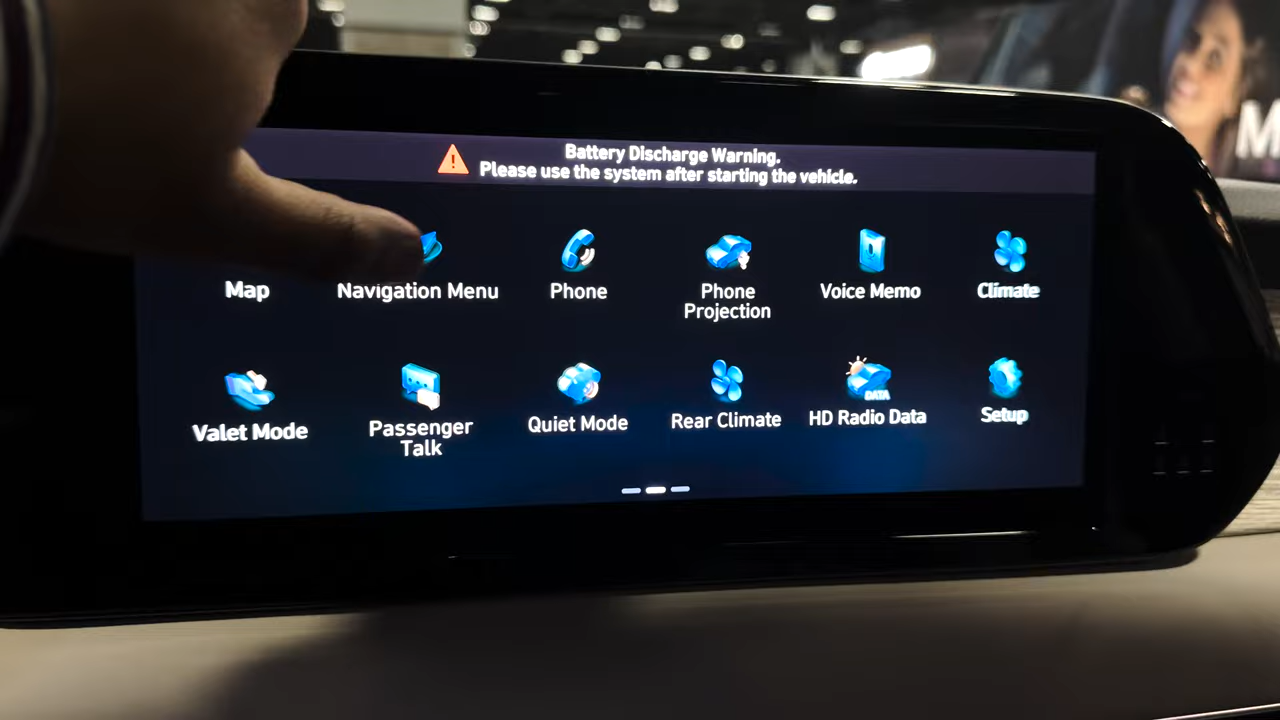 Battery Discharge Warning.
Please use the system after starting the vehicle.
Map
Navigation Menu
Phone
Phone
Projection
Voice Memo
Climate
Valet Mode
Passenger
Talk
Quiet Mode
Rear Climate
HD Radio Data
DATA
Setup
M